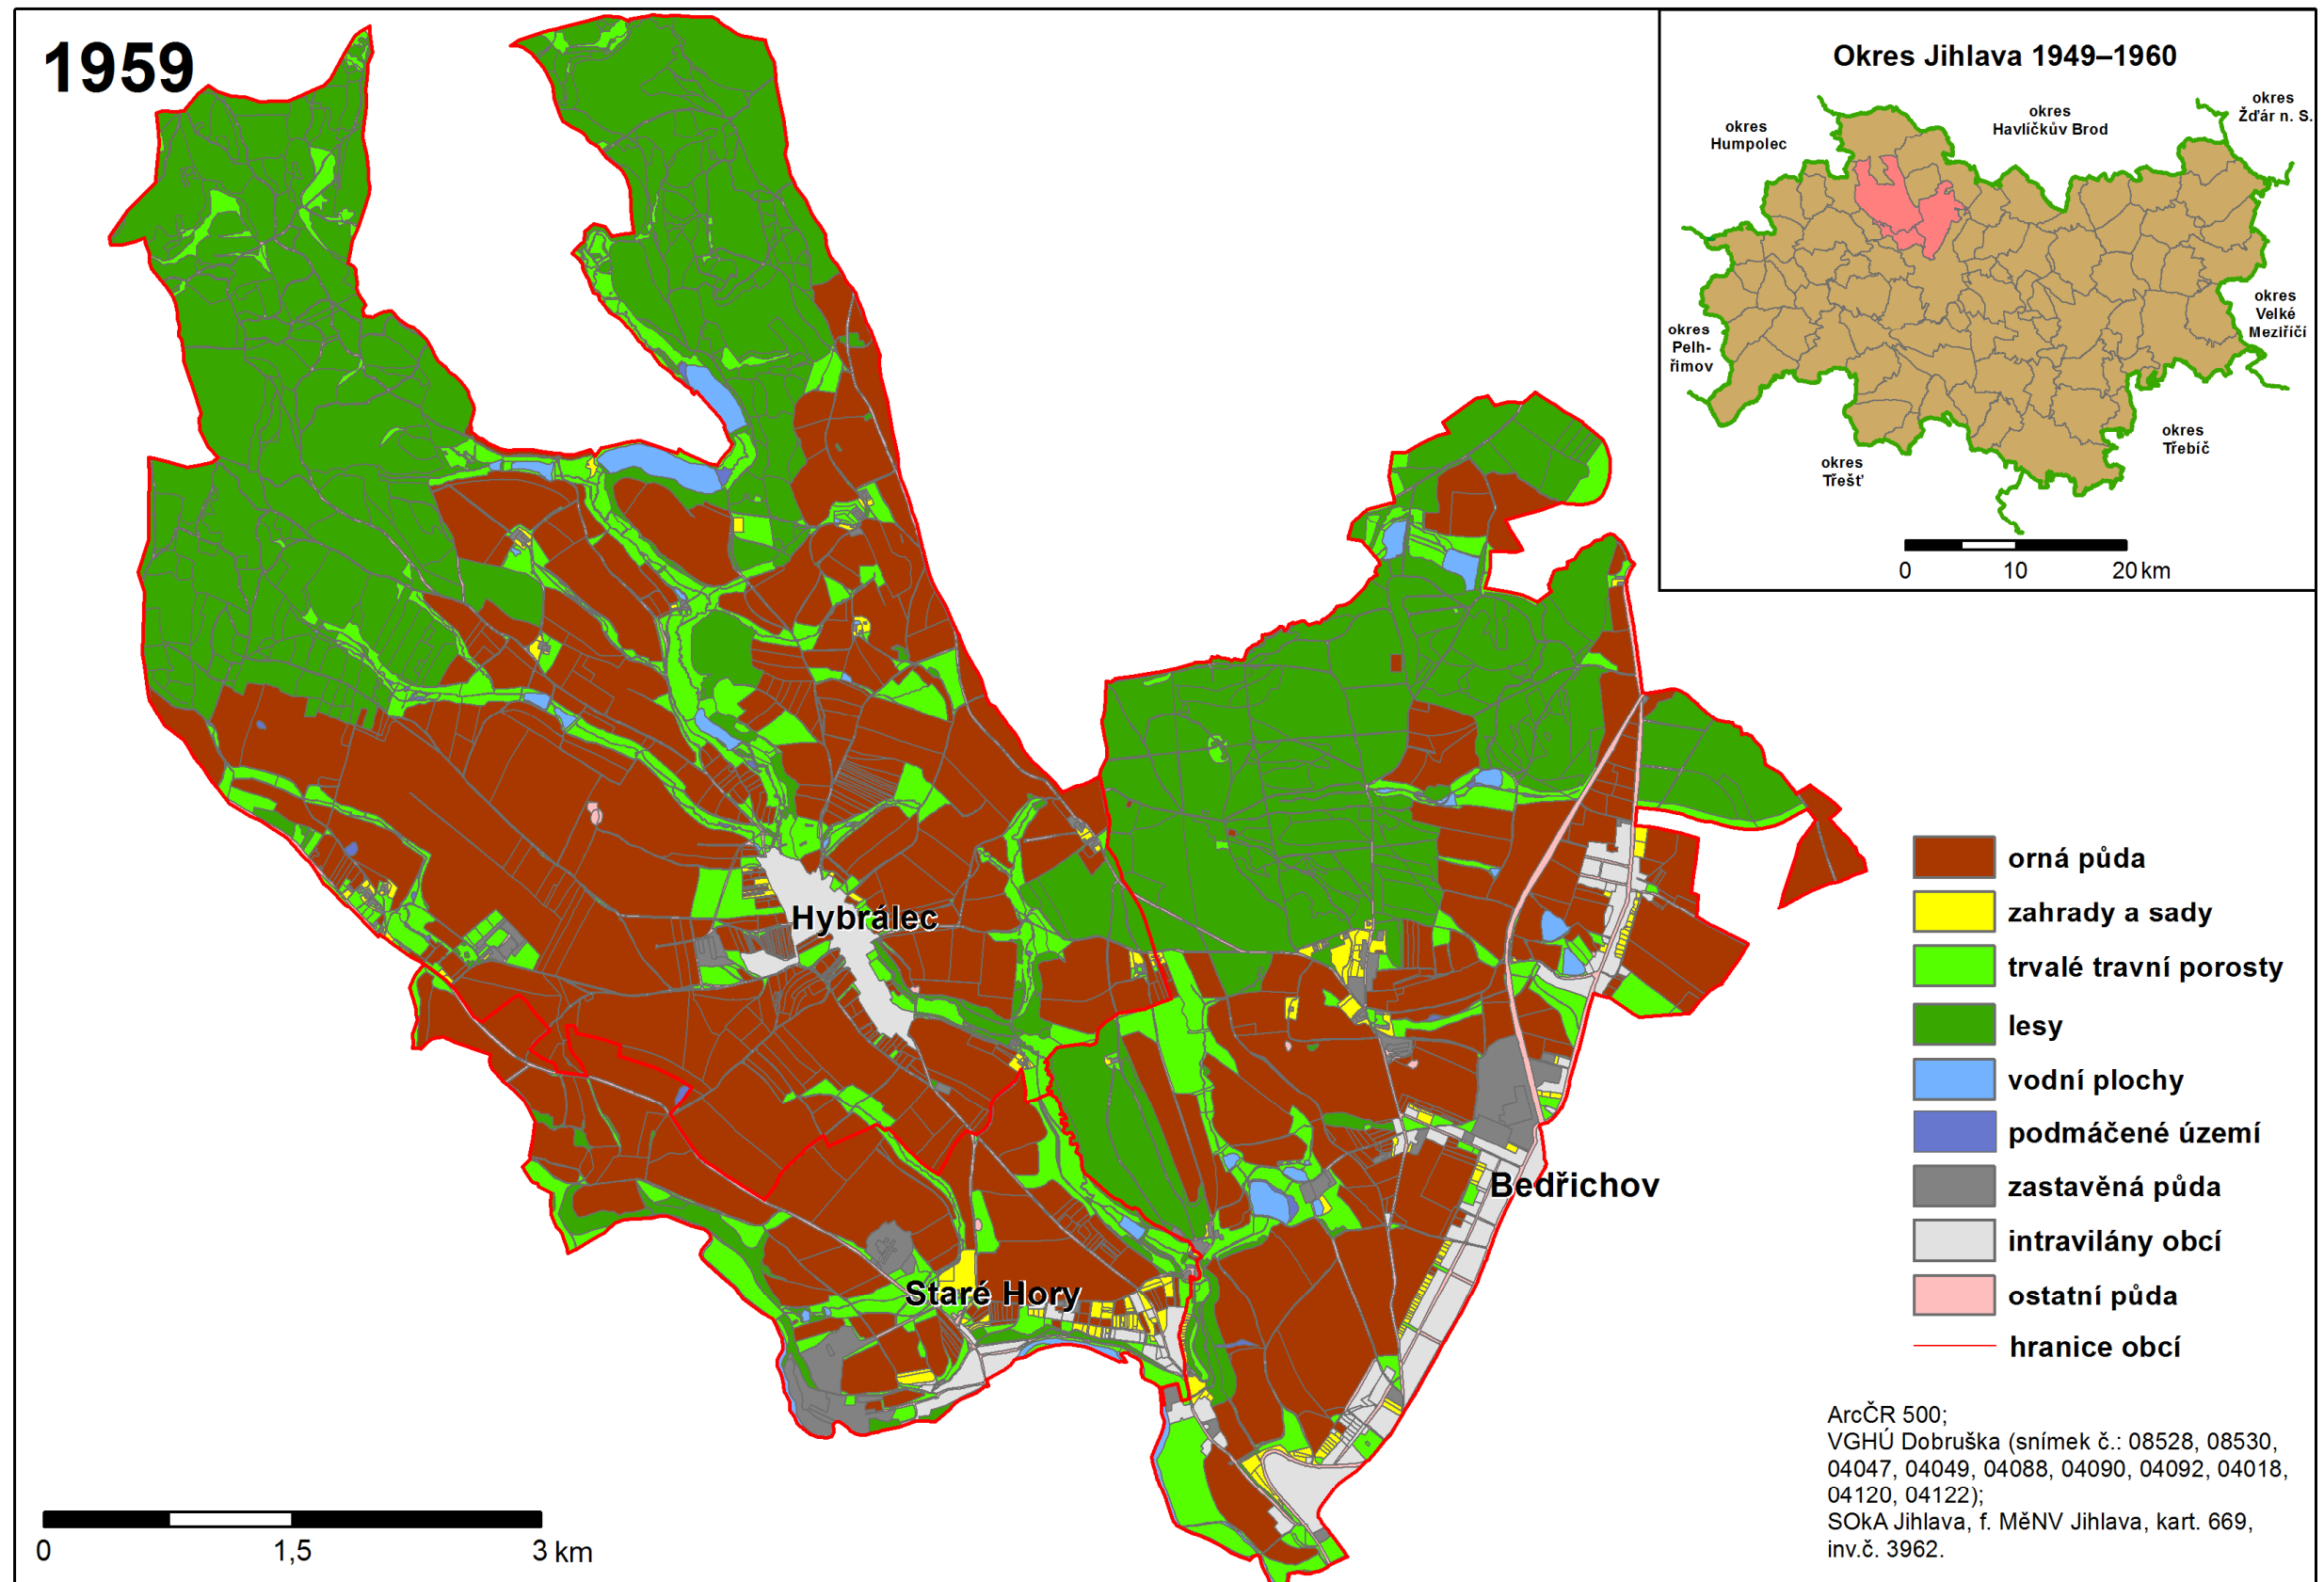 1959
Okres Jihlava 1949–1960
okres
Humpolec
okres
Havlíčkův Brod
okres
Žďár n. S.
okres
Velké
Meziříčí
okres
Pelh-
římov
okres
Třebíč
okres
Třešť
0 10 20 km
Hybrálec
Bedřichov
Staré Hory
orná půda
zahrady a sady
trvalé travní porosty
lesy
vodní plochy
podmáčené území
zastavěná půda
intravilány obcí
ostatní půda
hranice obcí
ArcČR 500;
VGHÚ Dobruška (snímek č.: 08528, 08530,
04047, 04049, 04088, 04090, 04092, 04018,
04120, 04122);
SOkA Jihlava, f. MěNV Jihlava, kart. 669,
inv.č. 3962.
0 1,5 3 km